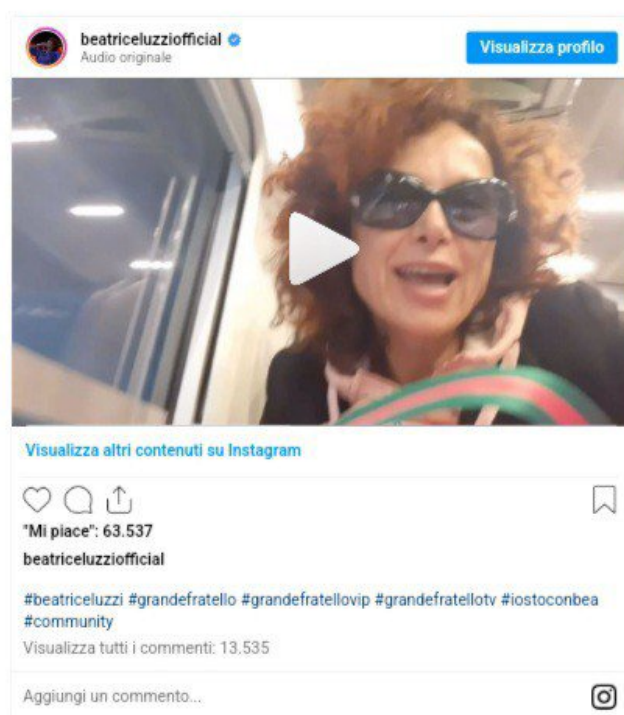 beatriceluzziofficial
Audio originale
Visualizza profilo
Visualizza altri contenuti su Instagram
"Mi piace": 63.537
beatriceluzziofficial
#beatriceluzzi #grandefratello #grandefratellovip #grandefratellotv #iostoconbea
#community
Visualizza tutti i commenti: 13.535
Aggiungi un commento...